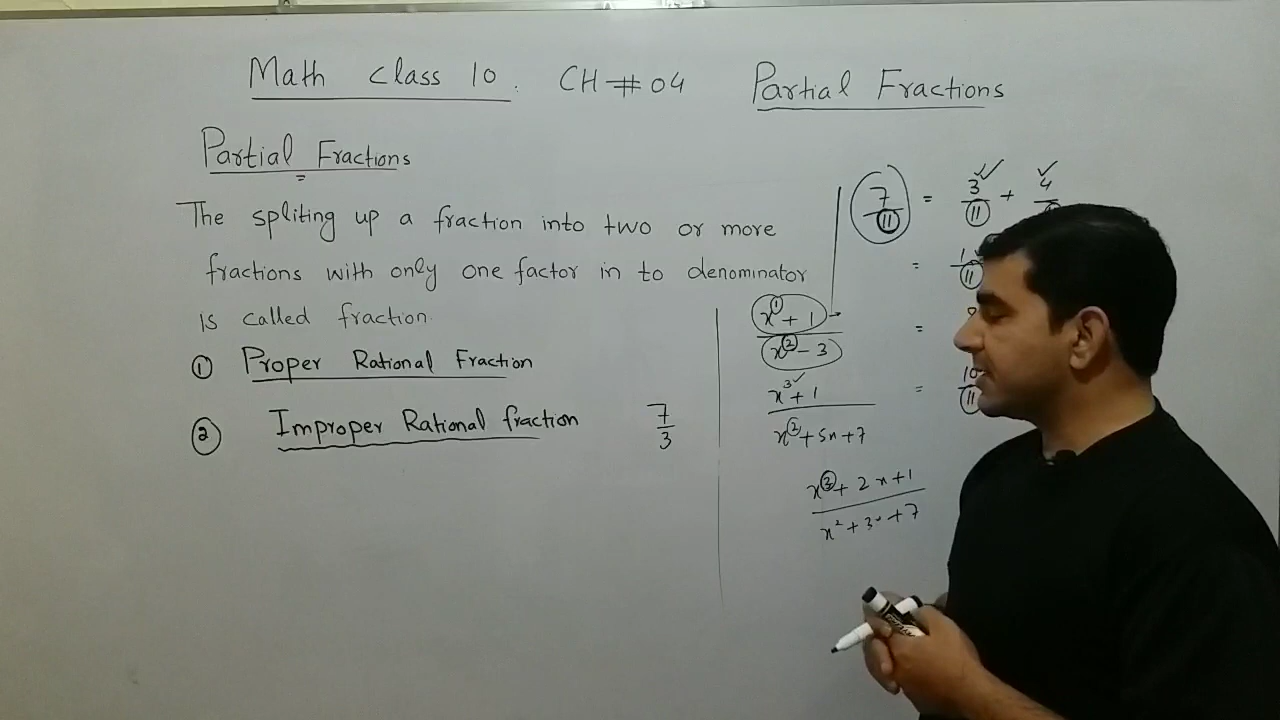 Math class 10. CH # 04 Partial Fractions
Partial Fractions
The spliting up a fraction into two or more
fractions with only one factor in to denominator
is called fraction.
① Proper Rational Fraction
② Improper Rational fraction 7/3
7/11 = 3/11 + 4/
=
=
= 10/11
x¹ + 1
x² - 3
x³ + 1
x² + 5x + 7
2x + 1
x² + 3x + 7